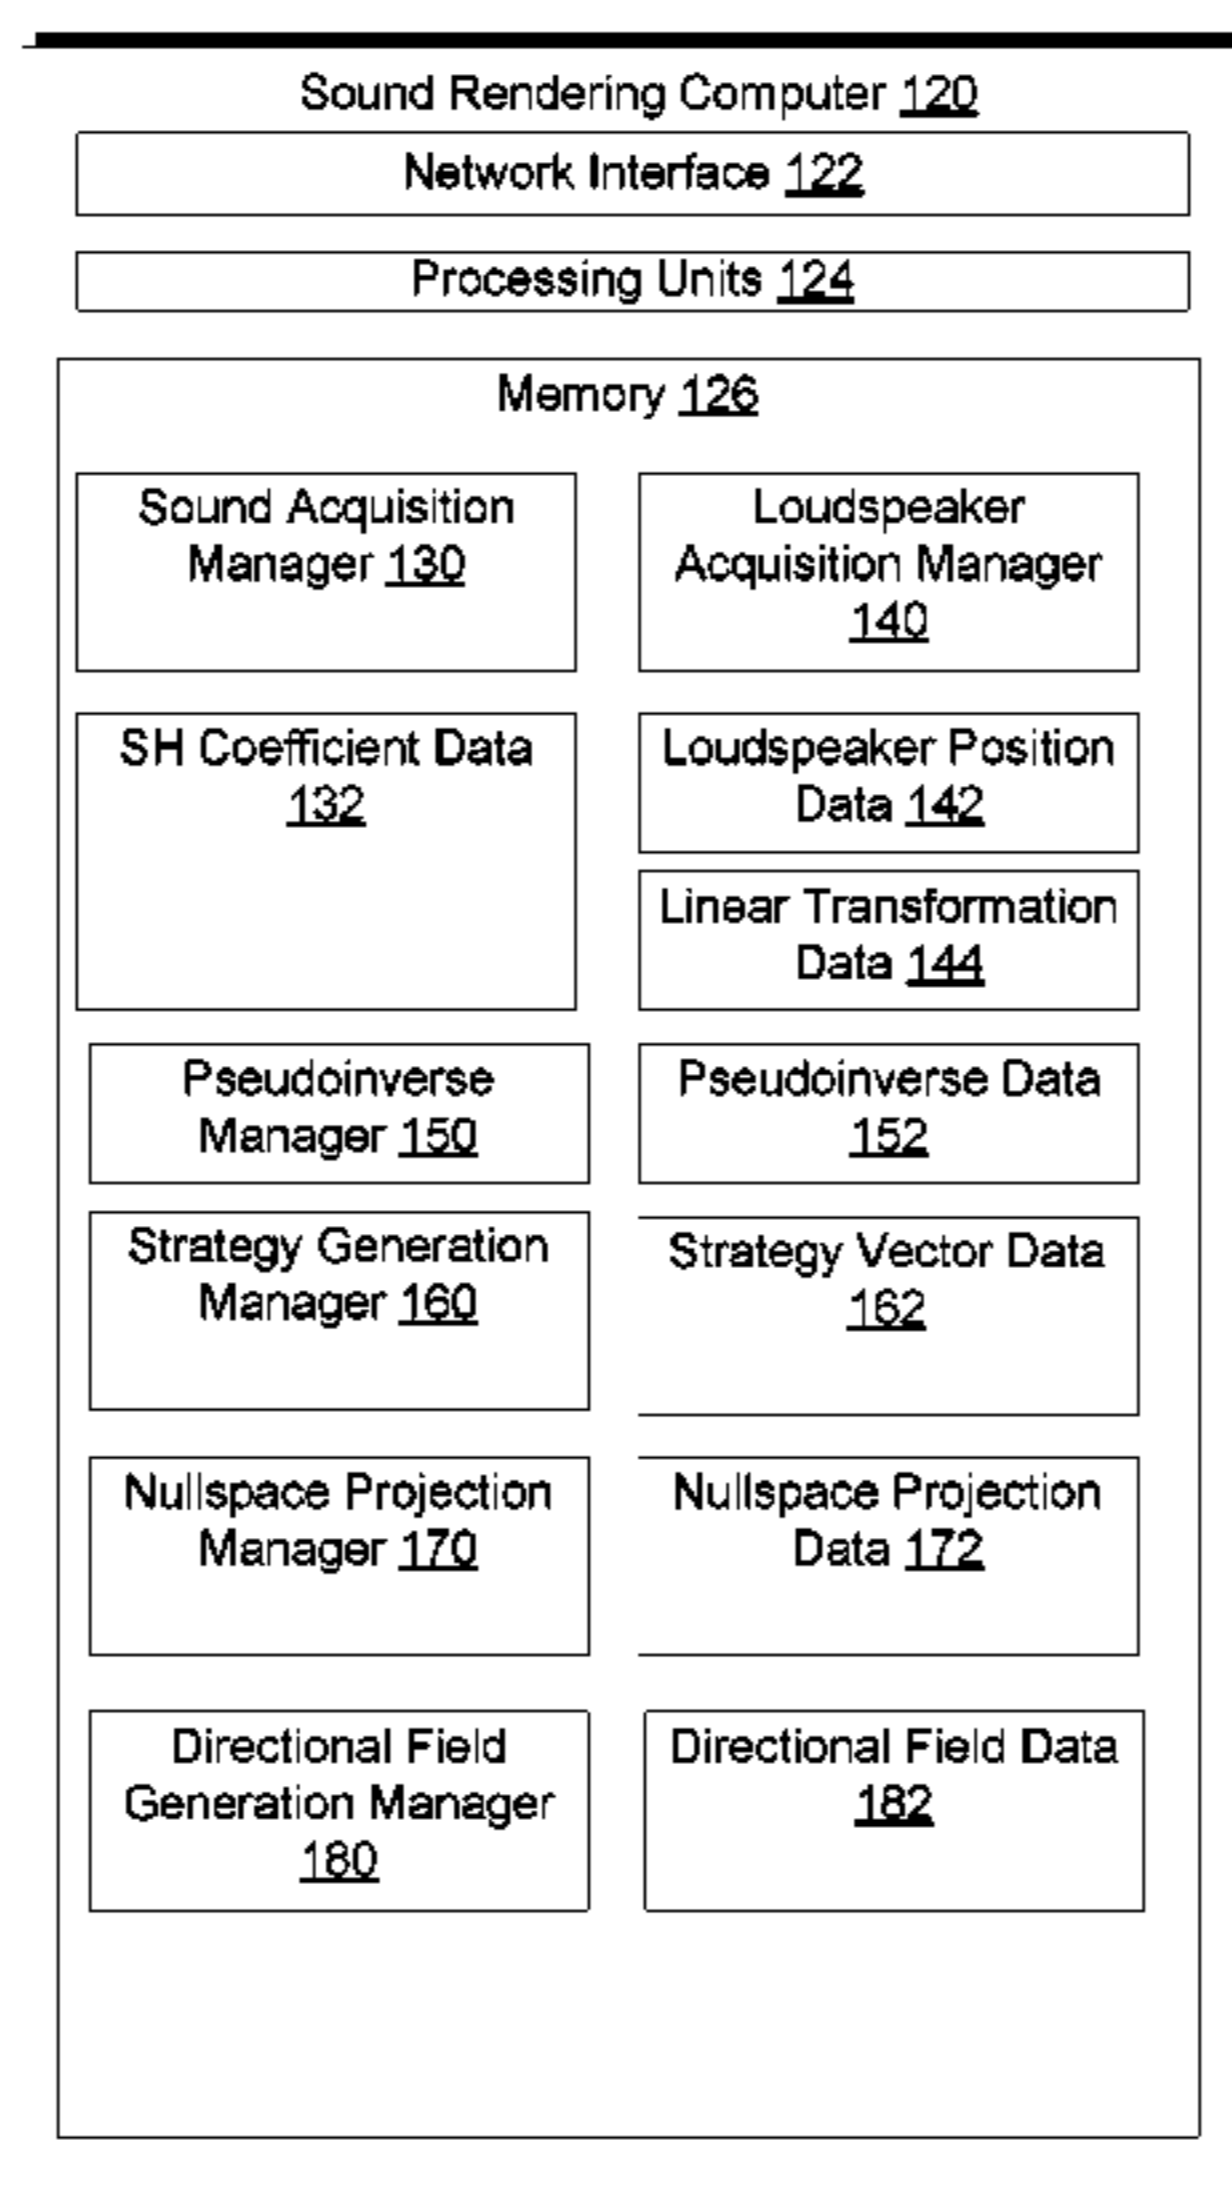 Sound Rendering Computer 120
Network Interface 122
Processing Units 124
Memory 126
Sound Acquisition
Manager 130
Loudspeaker
Acquisition Manager
140
SH Coefficient Data
132
Loudspeaker Position
Data 142
Linear Transformation
Data 144
Pseudoinverse
Manager 150
Pseudoinverse Data
152
Strategy Generation
Manager 160
Strategy Vector Data
162
Nullspace Projection
Manager 170
Nullspace Projection
Data 172
Directional Field
Generation Manager
180
Directional Field Data
182